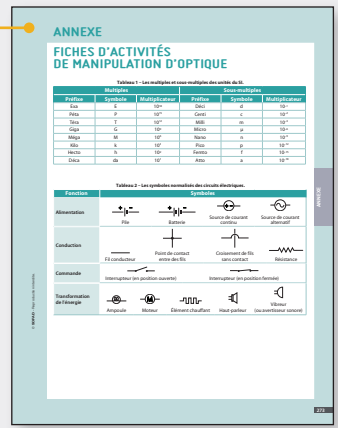 ANNEXE
FICHES D'ACTIVITÉS
DE MANIPULATION D'OPTIQUE
Tableau 1 – Les multiples et sous-multiples des unités du SI.
Multiples Sous-multiples
Préfixe Symbole Multiplicateur Préfixe Symbole Multiplicateur
Exa E Déci d
Péta P Centi c
Téra T Milli m
Giga G Micro µ
Méga M Nano n
Kilo k Pico p
Hecto h f
Déca da Atto a
Tableau 2 – Les symboles normalisés des circuits électriques.
Fonction Symboles
Alimentation
Pile Batterie Source de courant continu Source de courant alternatif
Conduction
Fil conducteur Point de contact entre des fils Croisement de fils sans contact Résistance
Commande
Interrupteur (en position ouverte) Interrupteur (en position fermée)
Transformation de l'énergie
M
Ampoule Moteur Élément chauffant Haut-parleur Vibreur (ou avertisseur sonore)
ANNEXE
273